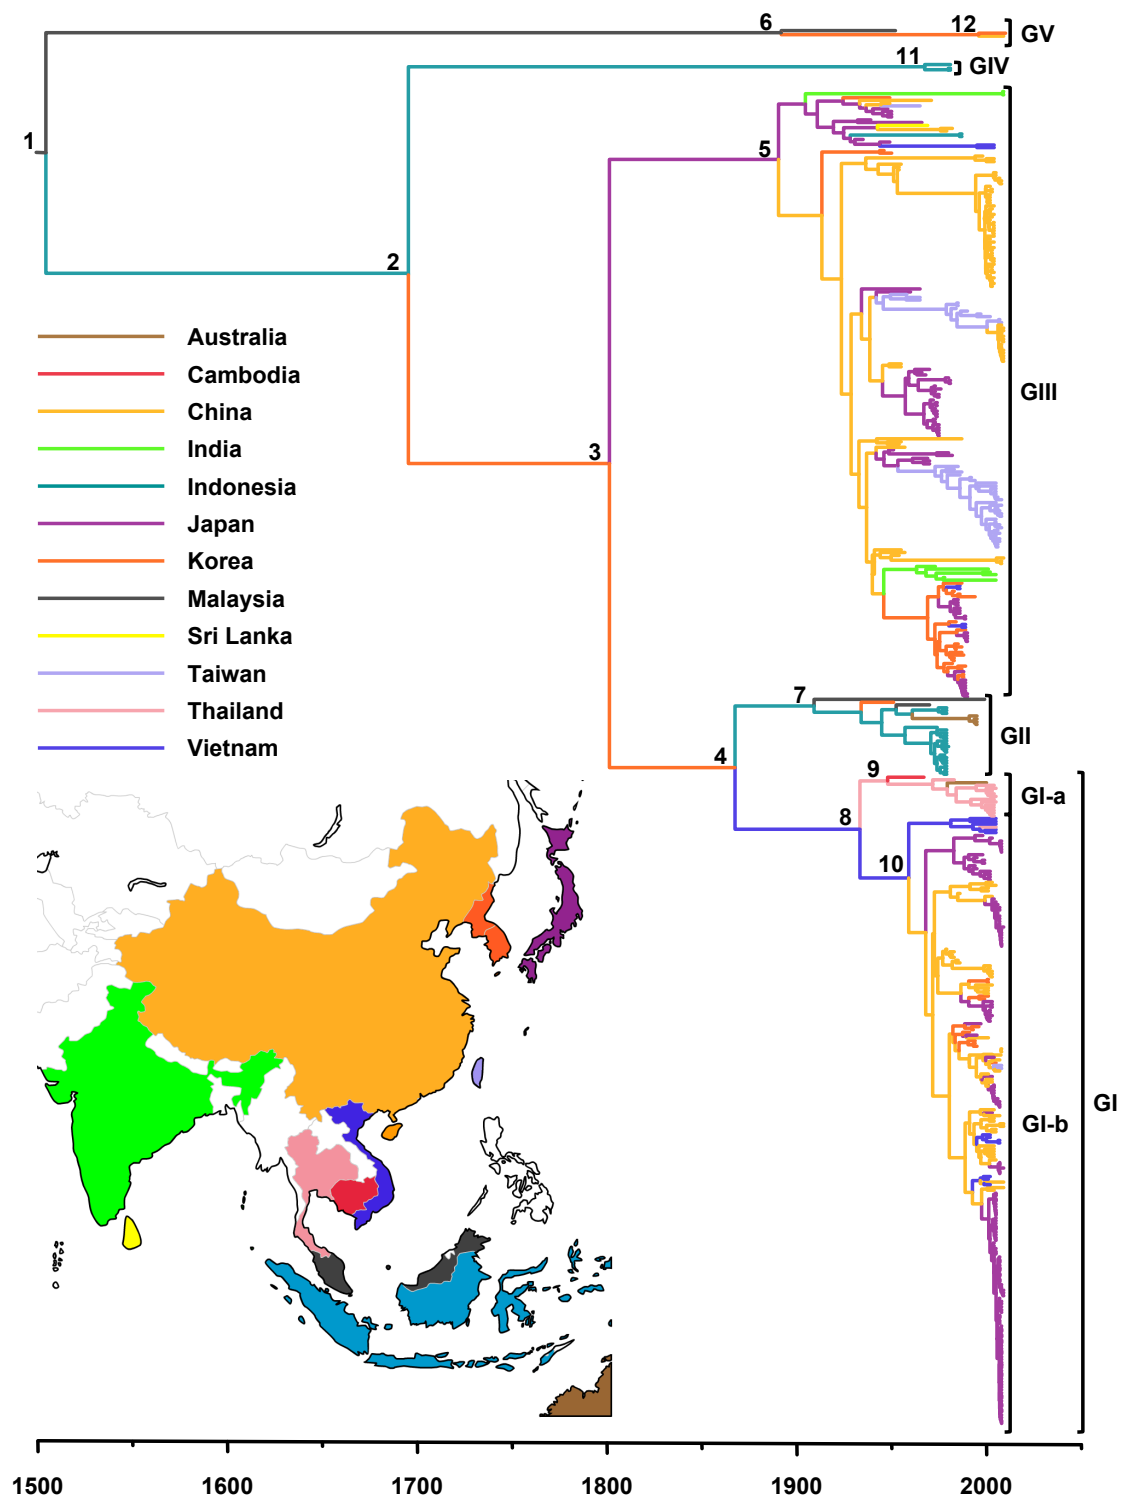 6
12
GV
11
GIV
1
5
2
Australia
Cambodia
China
GIII
India
3
Indonesia
Japan
Korea
Malaysia
Sri Lanka
Taiwan
Thailand
7
GII
Vietnam
4
9
GI-a
8
10
GI
GI-b
1500
1600
1700
1800
1900
2000